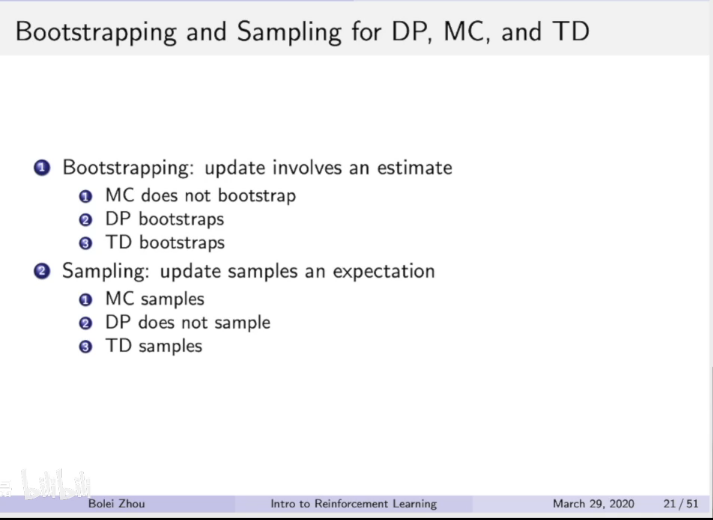 Bootstrapping and Sampling for DP, MC, and TD
1 Bootstrapping: update involves an estimate
1 MC does not bootstrap
2 DP bootstraps
3 TD bootstraps
2 Sampling: update samples an expectation
1 MC samples
2 DP does not sample
3 TD samples
bilibili
Bolei Zhou Intro to Reinforcement Learning March 29, 2020 21 / 51